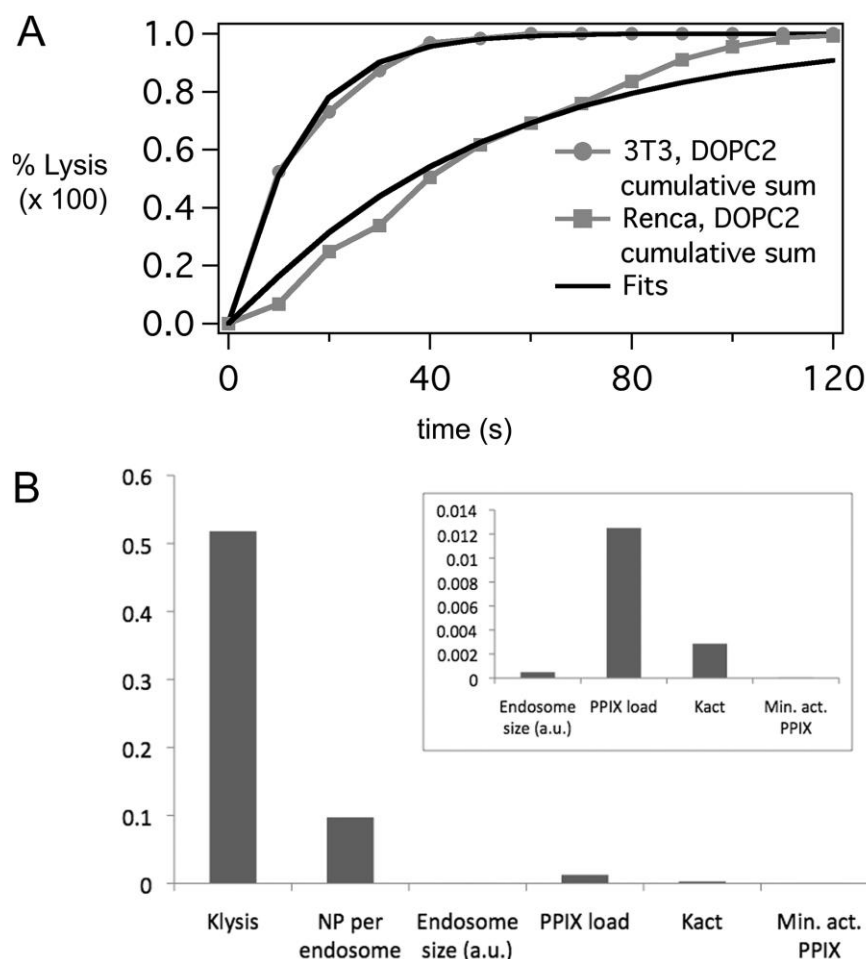 A
1.0
0.8
0.6
0.4
0.2
0.0
% Lysis
(x 100)
3T3, DOPC2
cumulative sum
Renca, DOPC2
cumulative sum
Fits
0
40
80
120
time (s)
B
0.6
0.5
0.4
0.3
0.2
0.1
0
Klysis
NP per
endosome
Endosome
size (a.u.)
PPIX load
Kact
Min. act.
PPIX
0.014
0.012
0.01
0.008
0.006
0.004
0.002
0
Endosome
size (a.u.)
PPIX load
Kact
Min. act.
PPIX